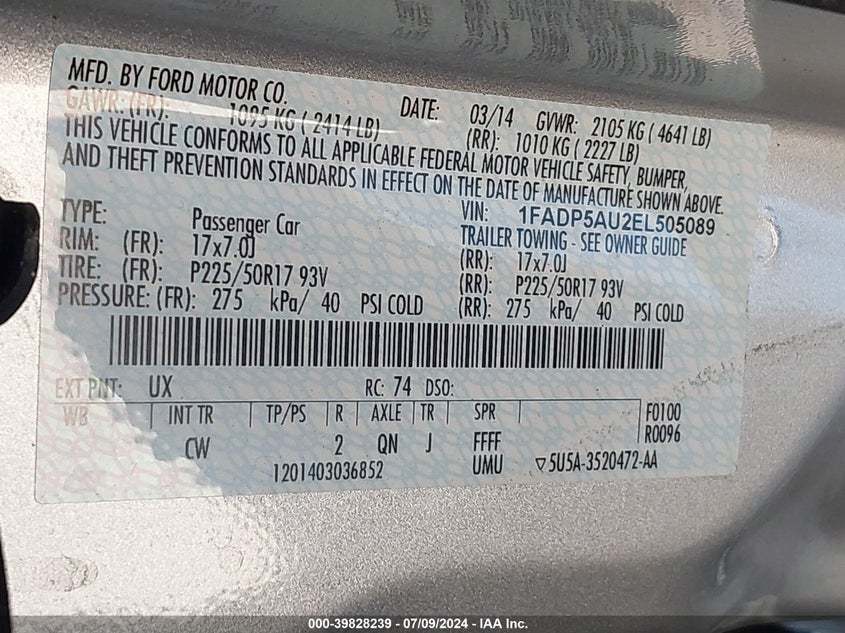 MFD. BY FORD MOTOR CO.
DATE: 03/14 GVWR: 2105 KG ( 4641 LB)
GAWR: (FR): 1095 KG ( 2414 LB) (RR): 1010 KG ( 2227 LB)
THIS VEHICLE CONFORMS TO ALL APPLICABLE FEDERAL MOTOR VEHICLE SAFETY, BUMPER,
AND THEFT PREVENTION STANDARDS IN EFFECT ON THE DATE OF MANUFACTURE SHOWN ABOVE.
TYPE: Passenger Car VIN: 1FADP5AU2EL505089
TRAILER TOWING - SEE OWNER GUIDE
RIM: (FR): 17x7.0J (RR): 17x7.0J
TIRE: (FR): P225/50R17 93V (RR): P225/50R17 93V
PRESSURE: (FR): 275 kPa/ 40 PSI COLD (RR): 275 kPa/ 40 PSI COLD
EXT PNT: UX RC: 74 DSO:
WB INT TR TP/PS R AXLE TR SPR F0100
CW 2 QN J FFFF R0096
1201403036852 UMU ▽5U5A-3520472-AA
000-39828239 - 07/09/2024 - IAA Inc.